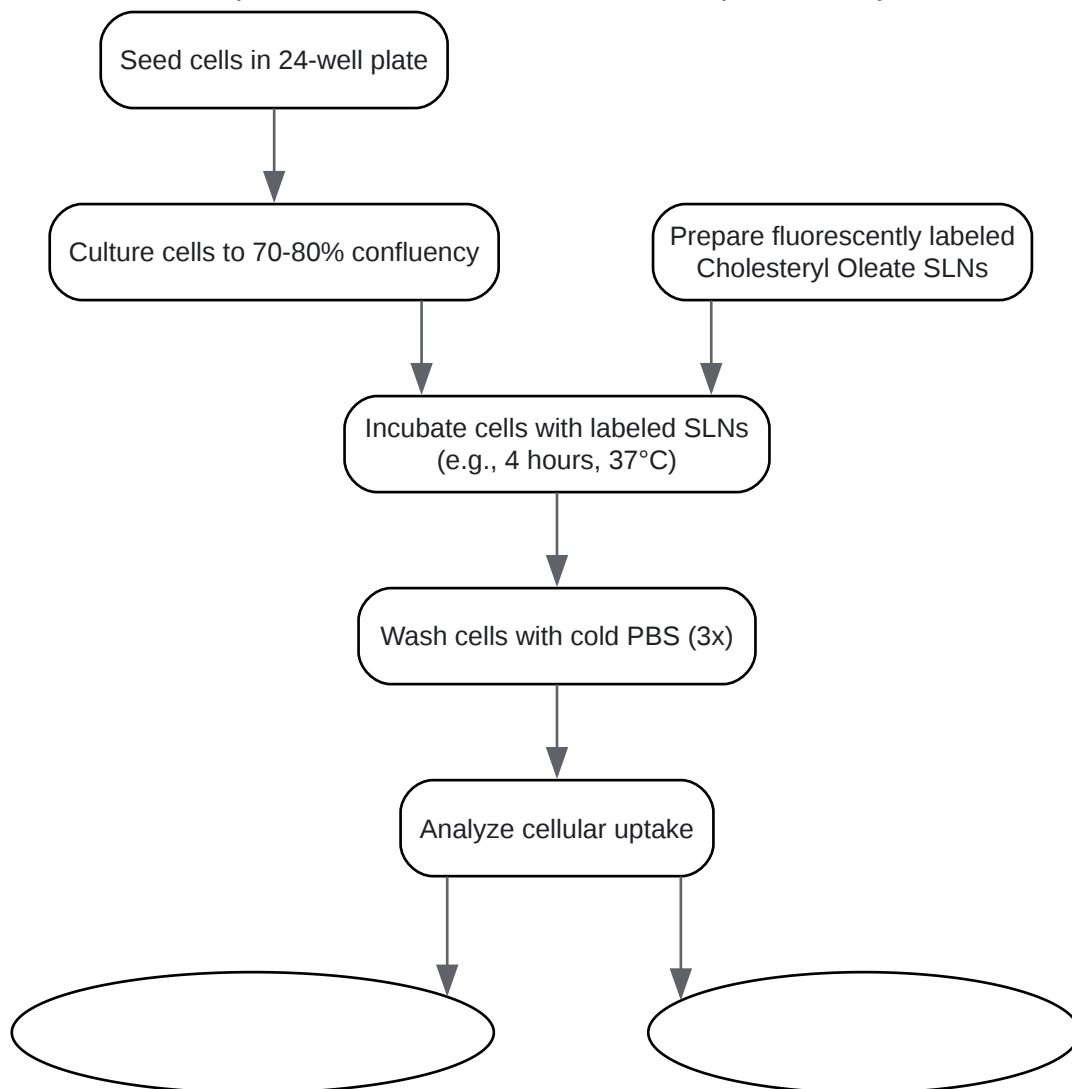 Seed cells in 24-well plate
Culture cells to 70-80% confluency
Prepare fluorescently labeled
Cholesteryl Oleate SLNs
Incubate cells with labeled SLNs
(e.g., 4 hours, 37°C)
Wash cells with cold PBS (3x)
Analyze cellular uptake